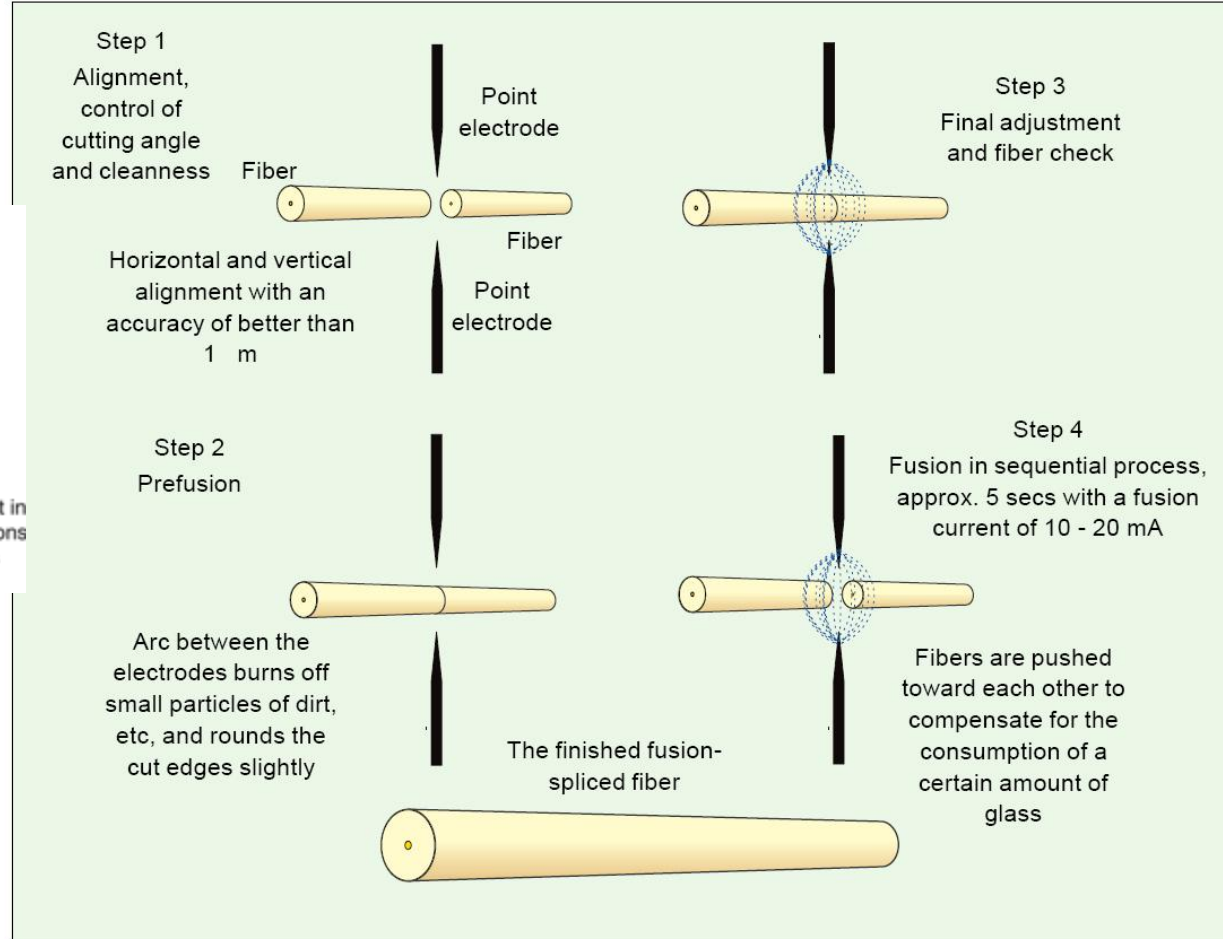 Step 1
Alignment,
control of
cutting angle
and cleanness
Fiber
Point
electrode
Fiber
Horizontal and vertical
alignment with an
accuracy of better than
1 m
Point
electrode
Step 3
Final adjustment
and fiber check
Step 2
Prefusion
Arc between the
electrodes burns off
small particles of dirt,
etc, and rounds the
cut edges slightly
Step 4
Fusion in sequential process,
approx. 5 secs with a fusion
current of 10 - 20 mA
Fibers are pushed
toward each other to
compensate for the
consumption of a
certain amount of
glass
The finished fusion-
spliced fiber